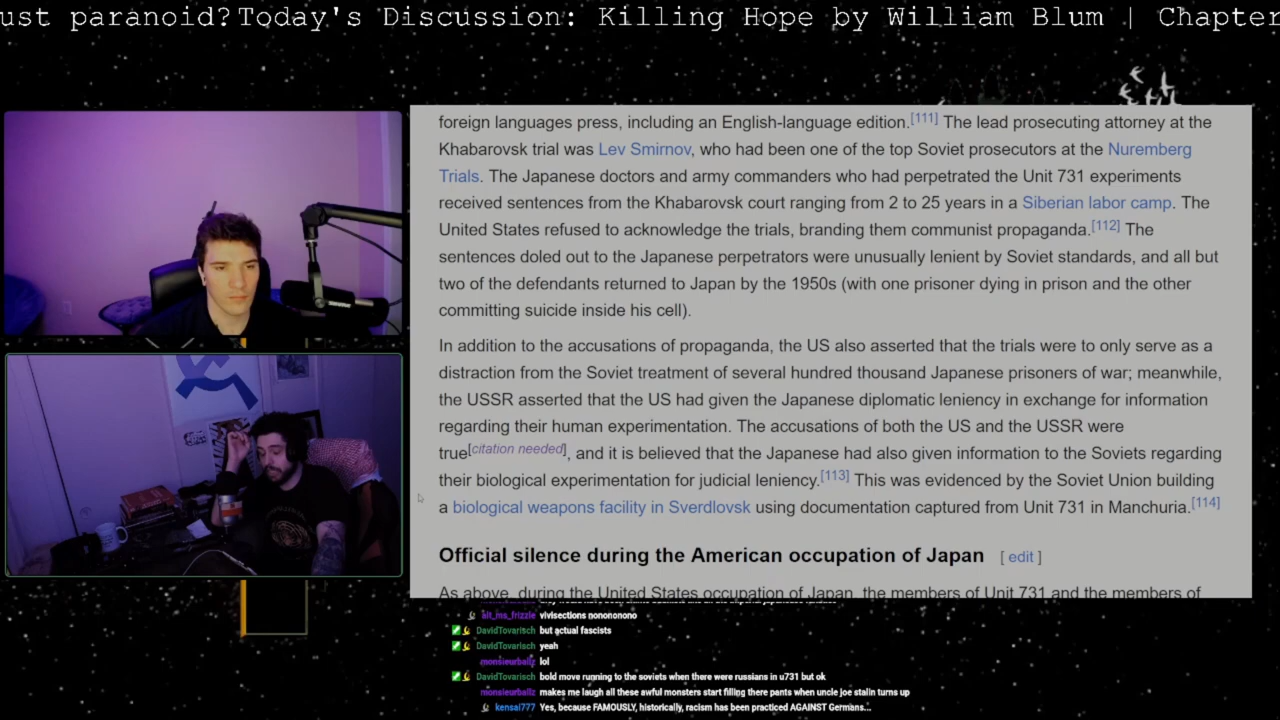 ust paranoid?Today's Discussion: Killing Hope by William Blum | Chapter
foreign languages press, including an English-language edition.[111] The lead prosecuting attorney at the
Khabarovsk trial was Lev Smirnov, who had been one of the top Soviet prosecutors at the Nuremberg
Trials. The Japanese doctors and army commanders who had perpetrated the Unit 731 experiments
received sentences from the Khabarovsk court ranging from 2 to 25 years in a Siberian labor camp. The
United States refused to acknowledge the trials, branding them communist propaganda.[112] The
sentences doled out to the Japanese perpetrators were unusually lenient by Soviet standards, and all but
two of the defendants returned to Japan by the 1950s (with one prisoner dying in prison and the other
committing suicide inside his cell).
In addition to the accusations of propaganda, the US also asserted that the trials were to only serve as a
distraction from the Soviet treatment of several hundred thousand Japanese prisoners of war; meanwhile,
the USSR asserted that the US had given the Japanese diplomatic leniency in exchange for information
regarding their human experimentation. The accusations of both the US and the USSR were
true[citation needed], and it is believed that the Japanese had also given information to the Soviets regarding
their biological experimentation for judicial leniency.[113] This was evidenced by the Soviet Union building
a biological weapons facility in Sverdlovsk using documentation captured from Unit 731 in Manchuria.[114]
Official silence during the American occupation of Japan [ edit ]
As above, during the United States occupation of Japan, the members of Unit 731 and the members of
alt_ms_frizzle vivisections nonononono
DavidTovarisch but actual fascists
DavidTovarisch yeah
monsieurballz lol
DavidTovarisch bold move running to the soviets when there were russians in u731 but ok
monsieurballz makes me laugh all these awful monsters start filling there pants when uncle joe stalin turns up
kensai777 Yes, because FAMOUSLY, historically, racism has been practiced AGAINST Germans...